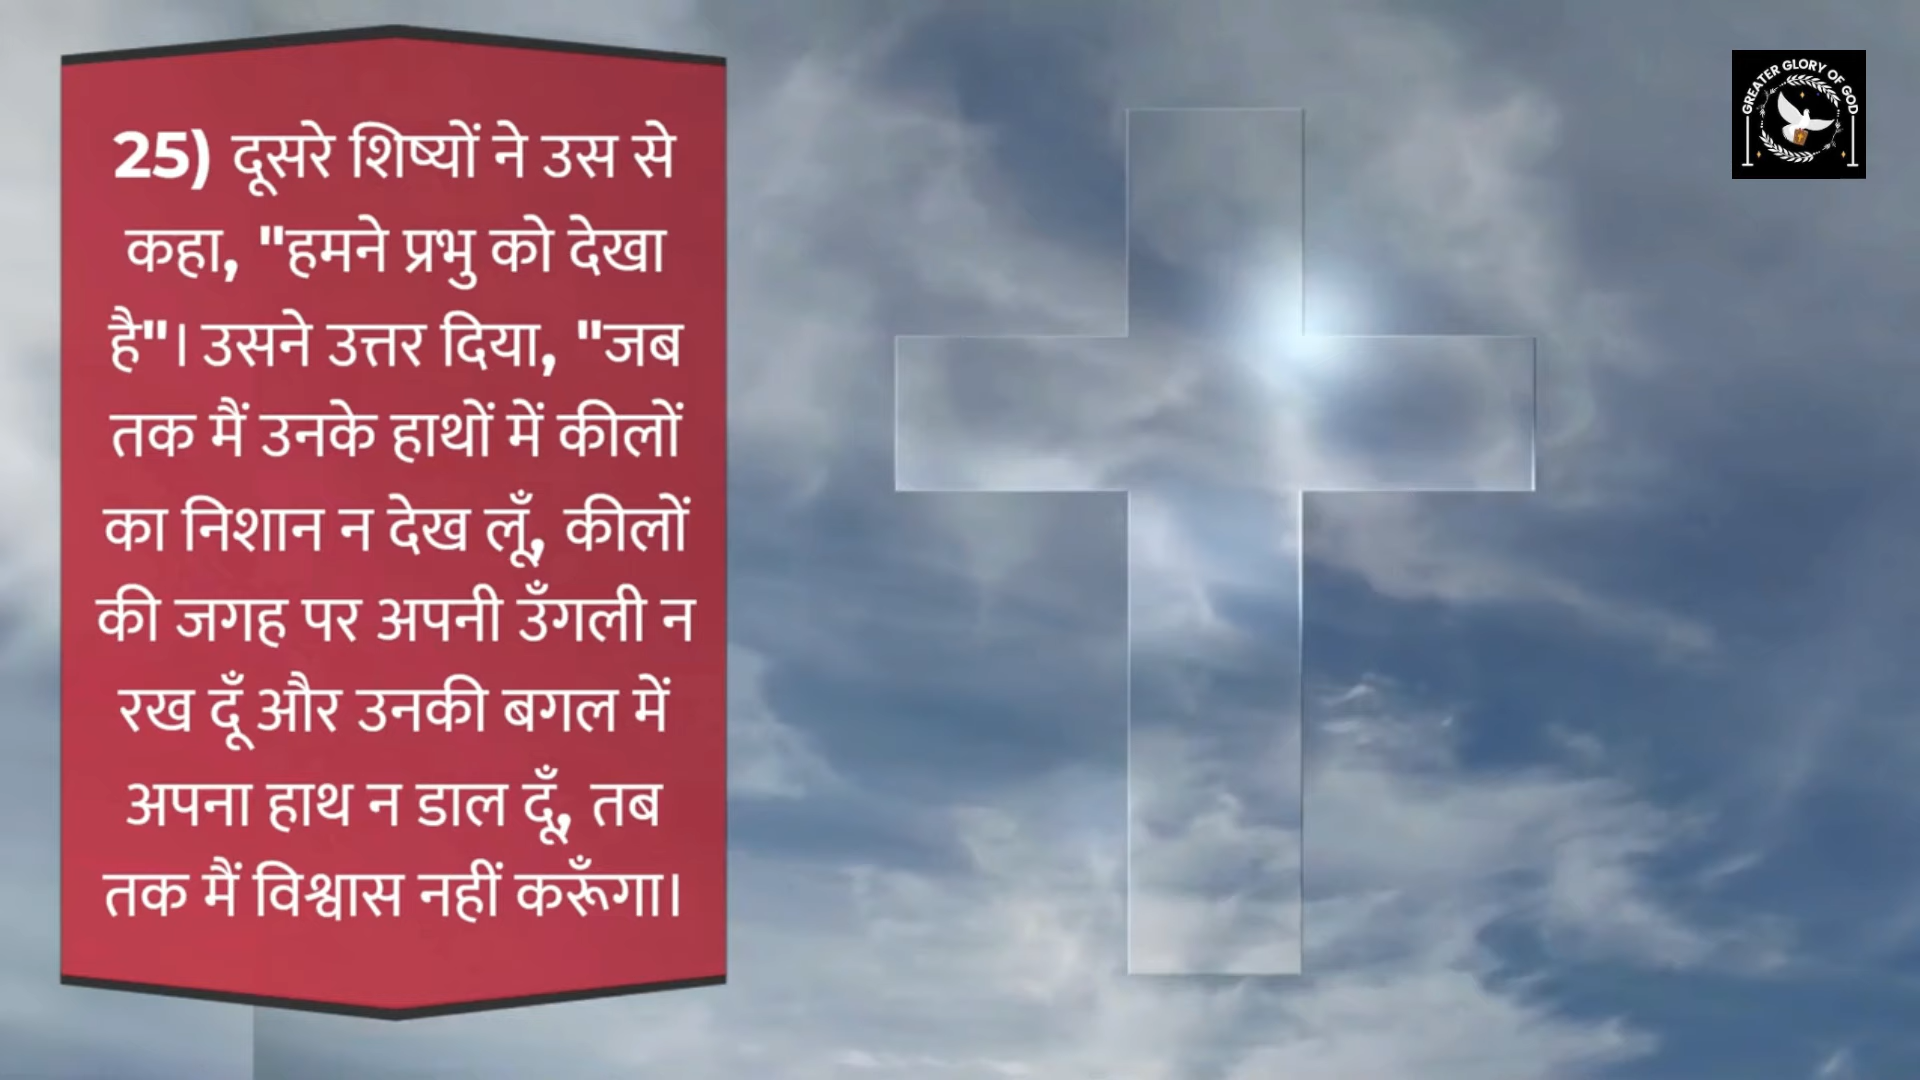 25) दूसरे शिष्यों ने उस से
कहा, "हमने प्रभु को देखा
है"। उसने उत्तर दिया, "जब
तक मैं उनके हाथों में कीलों
का निशान न देख लूँ, कीलों
की जगह पर अपनी उँगली न
रख दूँ और उनकी बगल में
अपना हाथ न डाल दूँ, तब
तक मैं विश्वास नहीं करूँगा।
GREATER GLORY OF GOD